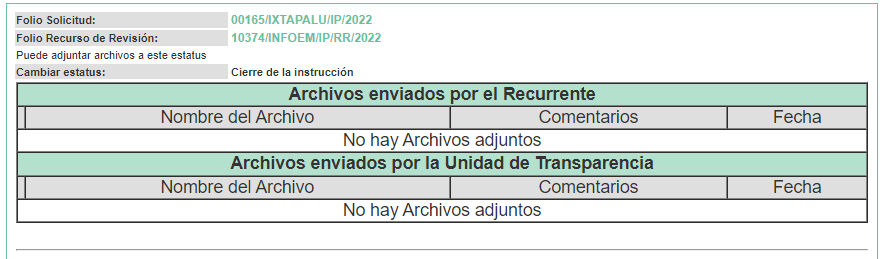 Folio Solicitud: 00165/IXTAPALU/IP/2022
Folio Recurso de Revisión: 10374/INFOEM/IP/RR/2022
Puede adjuntar archivos a este estatus
Cambiar estatus: Cierre de la instrucción
Archivos enviados por el Recurrente
Nombre del Archivo Comentarios Fecha
No hay Archivos adjuntos
Archivos enviados por la Unidad de Transparencia
Nombre del Archivo Comentarios Fecha
No hay Archivos adjuntos